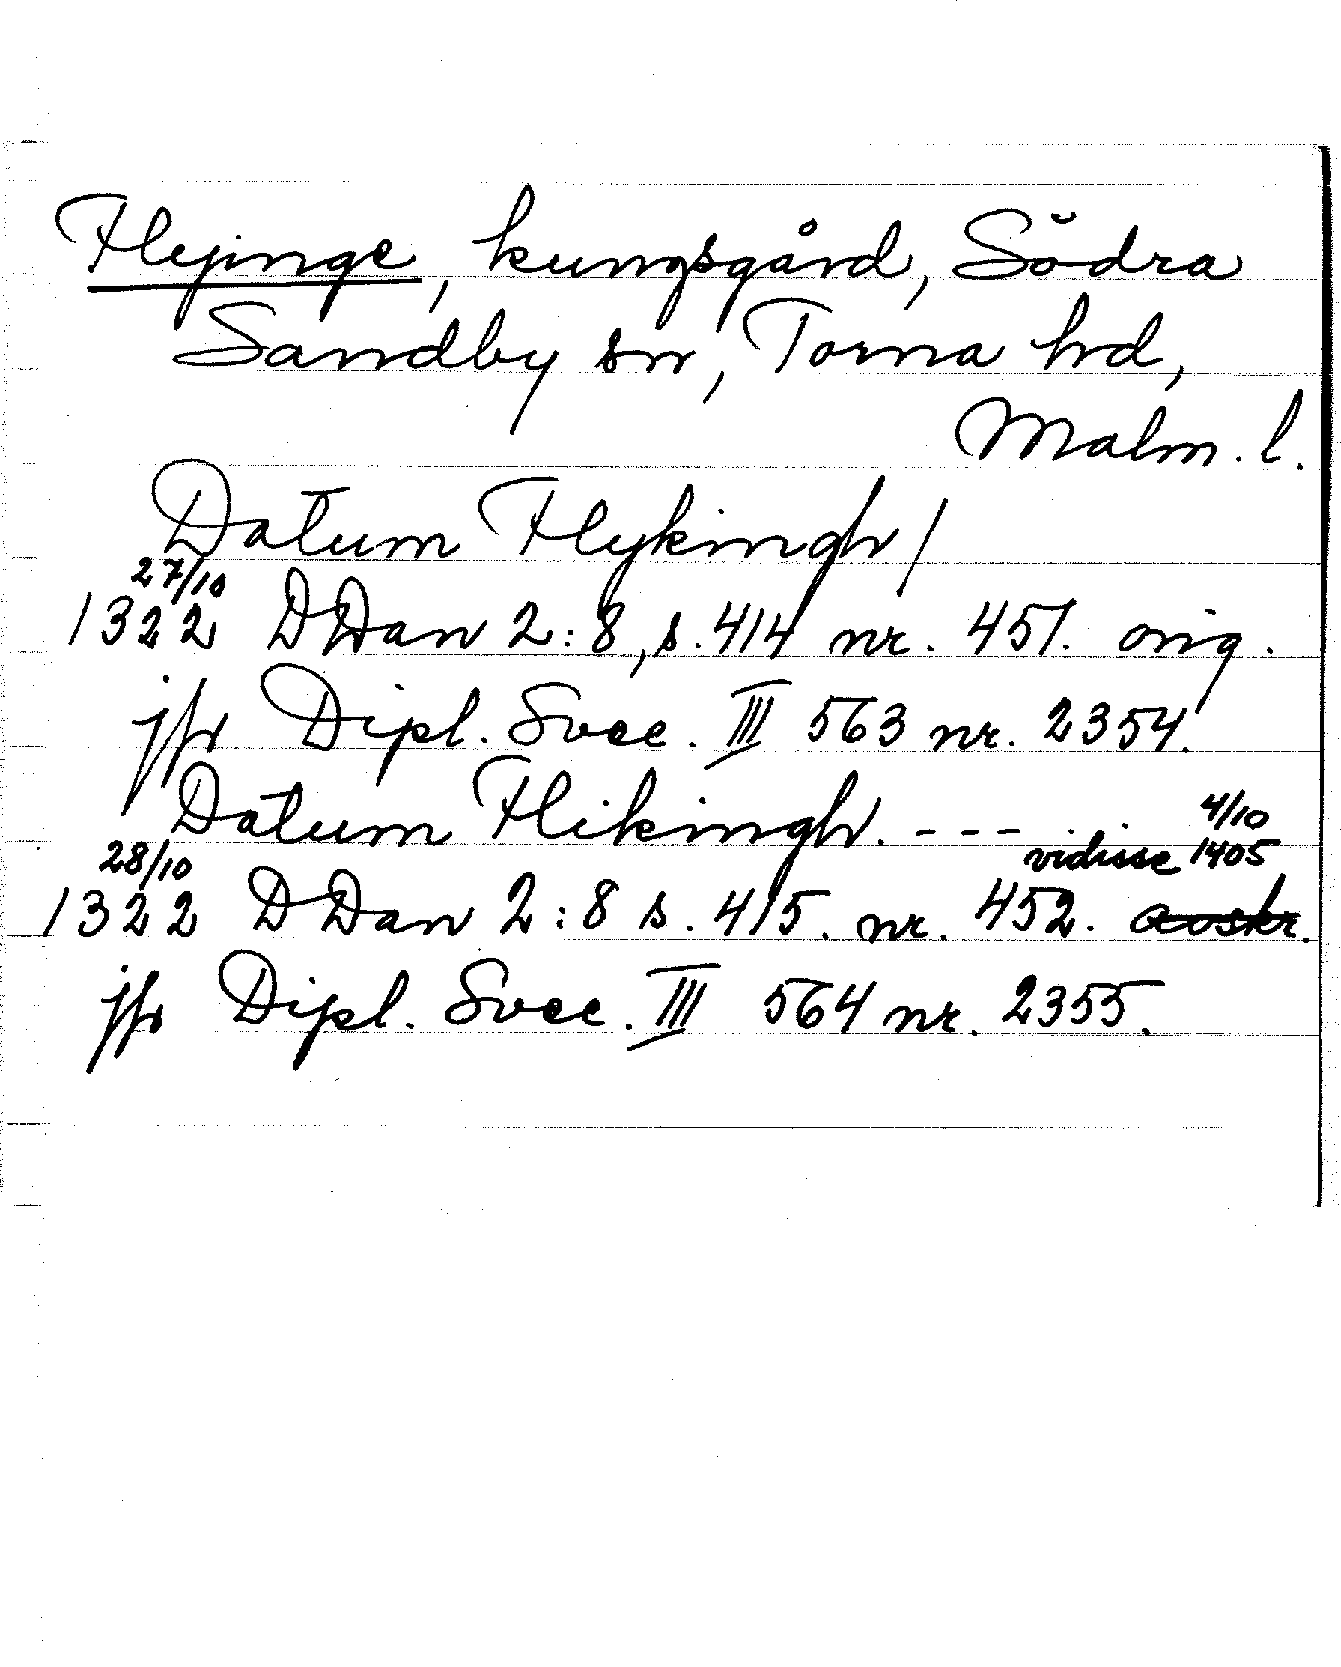 Flyinge, kungsgård, Södra
Sandby sn, Torna hd,
Malm. l.
Datum Flykingh /
27/10
1322 DDan 2:8, s. 414 nr. 451. orig.
jfr Dipl. Svec. III 563 nr. 2354.
Datum Flikingh. - - -
28/10 vidisse 4/10 1405
1322 DDan 2:8 s. 415. nr. 452. avskr.
jfr Dipl. Svec. III 564 nr. 2355.